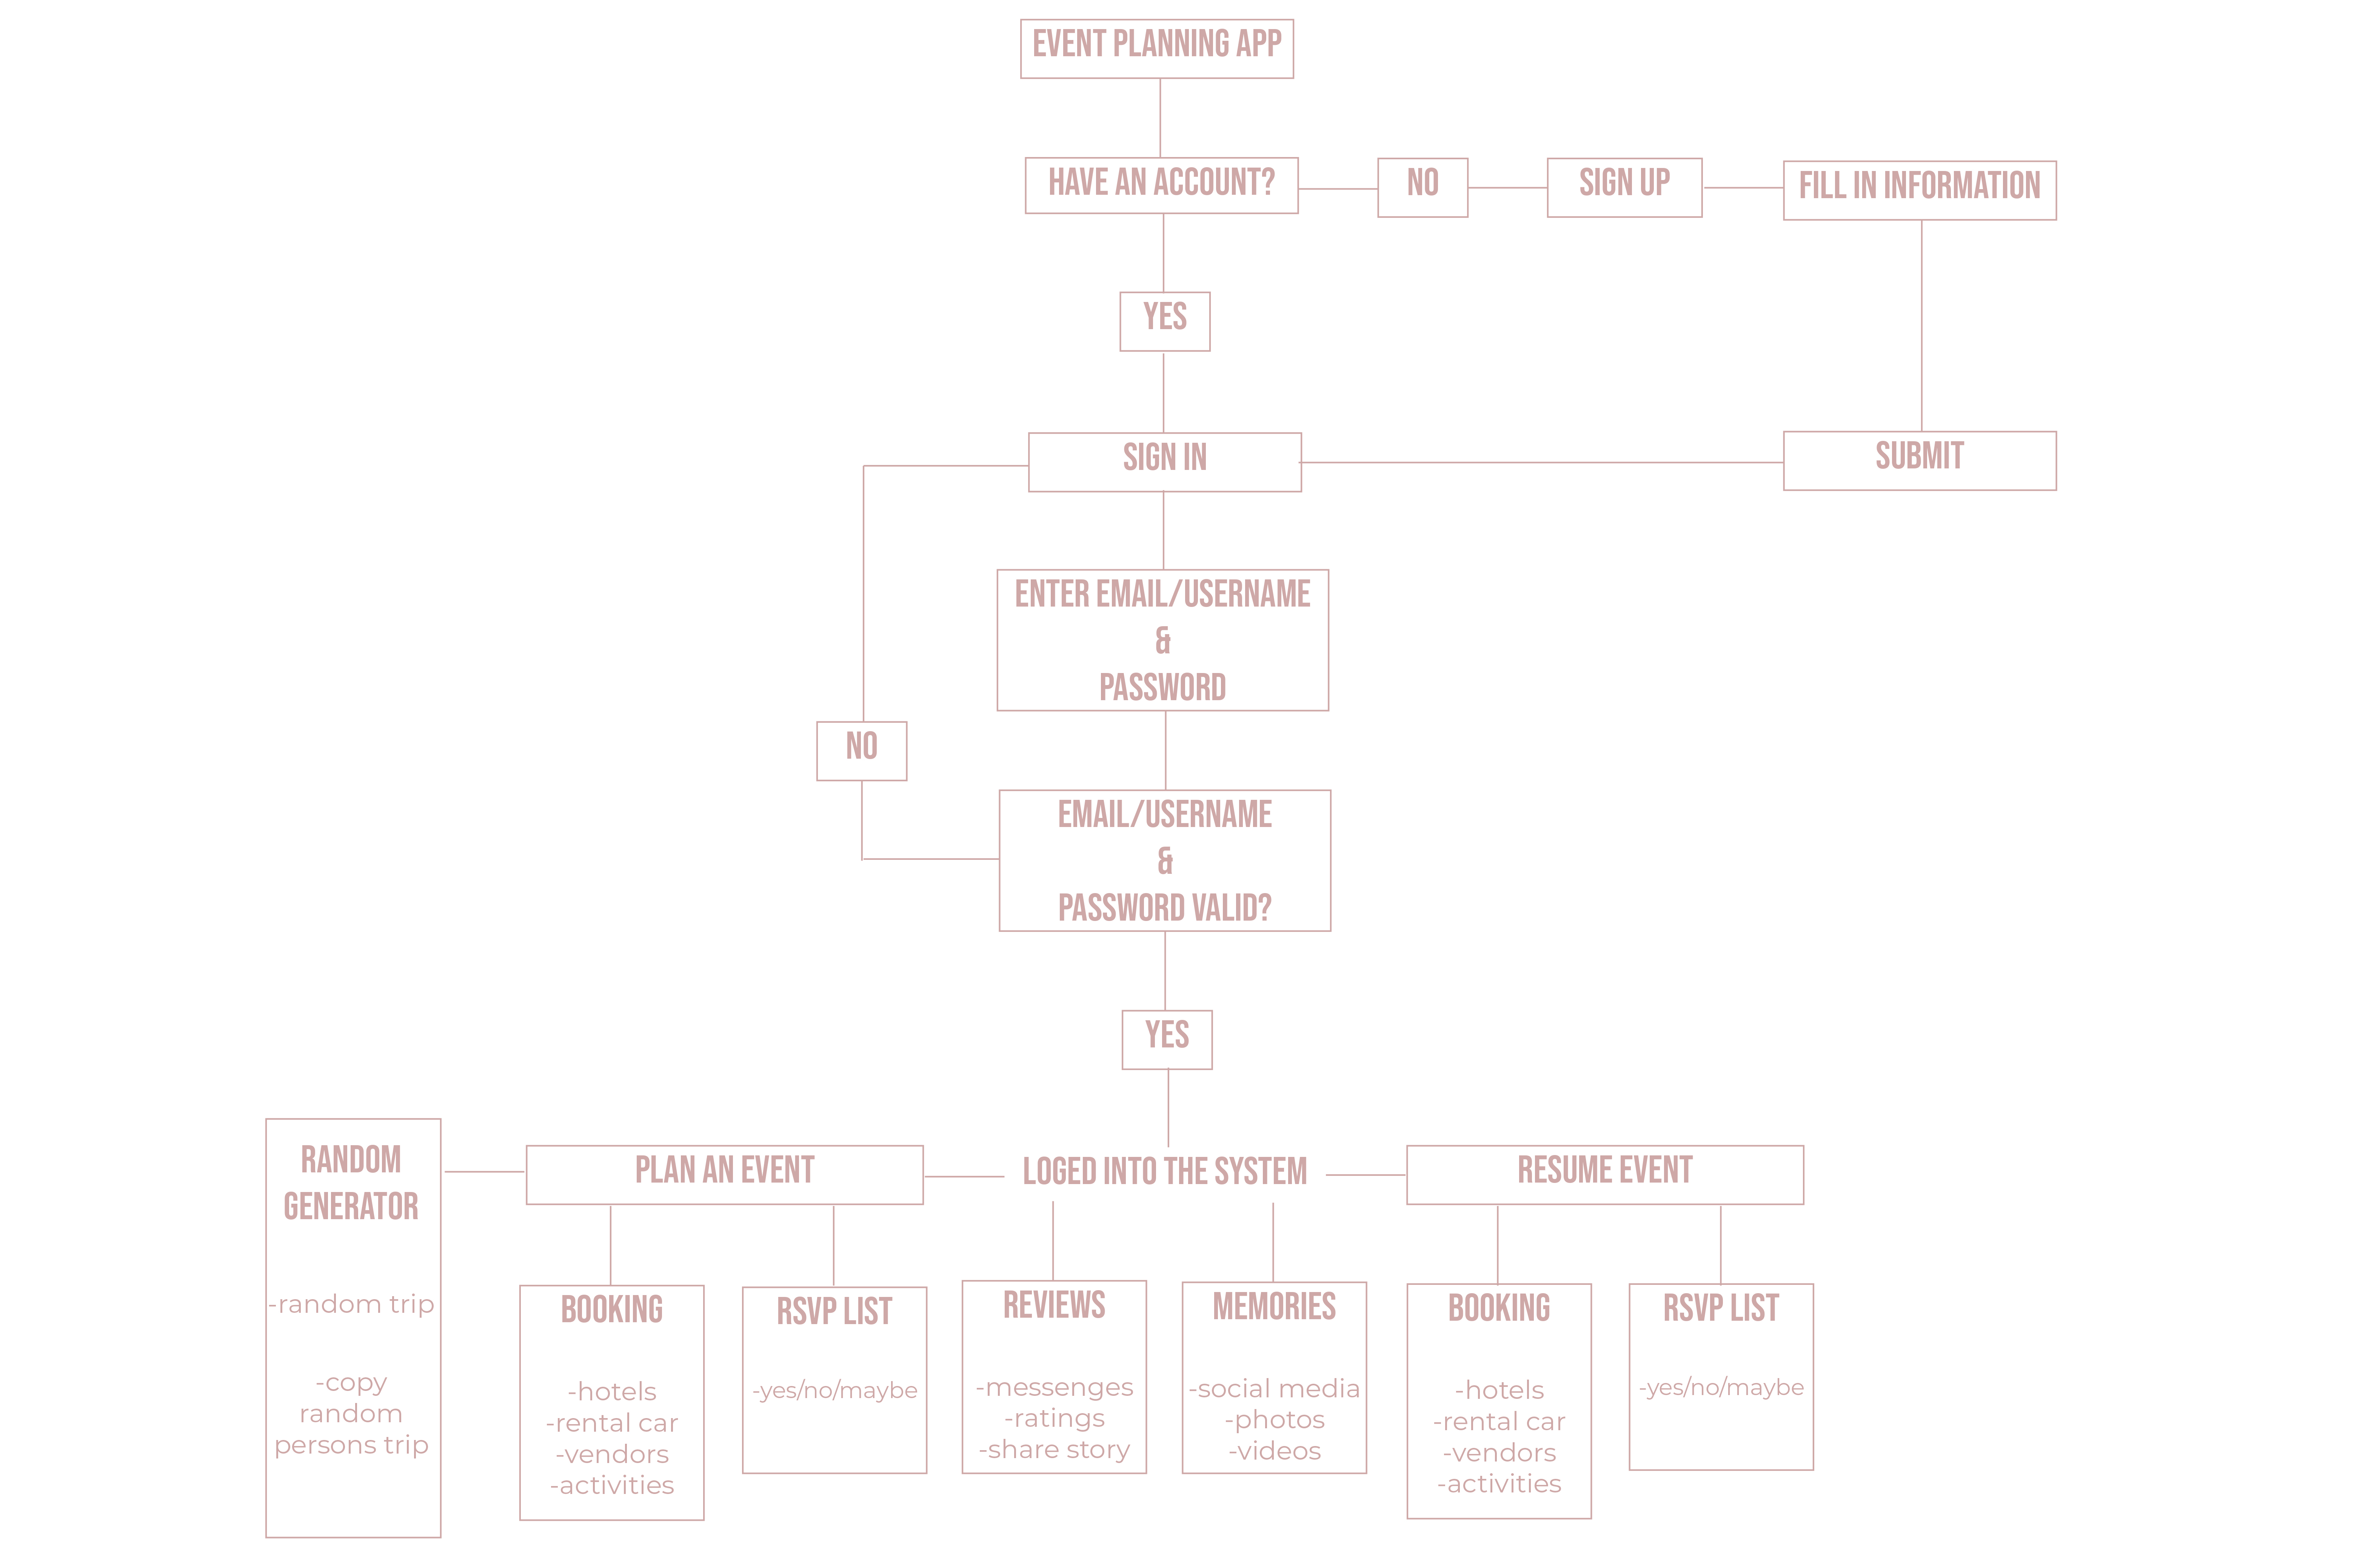 EVENT PLANNING APP
HAVE AN ACCOUNT?
NO
SIGN UP
FILL IN INFORMATION
YES
SIGN IN
SUBMIT
ENTER EMAIL/USERNAME
&
PASSWORD
NO
EMAIL/USERNAME
&
PASSWORD VALID?
YES
RANDOM
GENERATOR
-random trip
-copy
random
persons trip
PLAN AN EVENT
LOGED INTO THE SYSTEM
RESUME EVENT
BOOKING
-hotels
-rental car
-vendors
-activities
RSVP LIST
-yes/no/maybe
REVIEWS
-messenges
-ratings
-share story
MEMORIES
-social media
-photos
-videos
BOOKING
-hotels
-rental car
-vendors
-activities
RSVP LIST
-yes/no/maybe